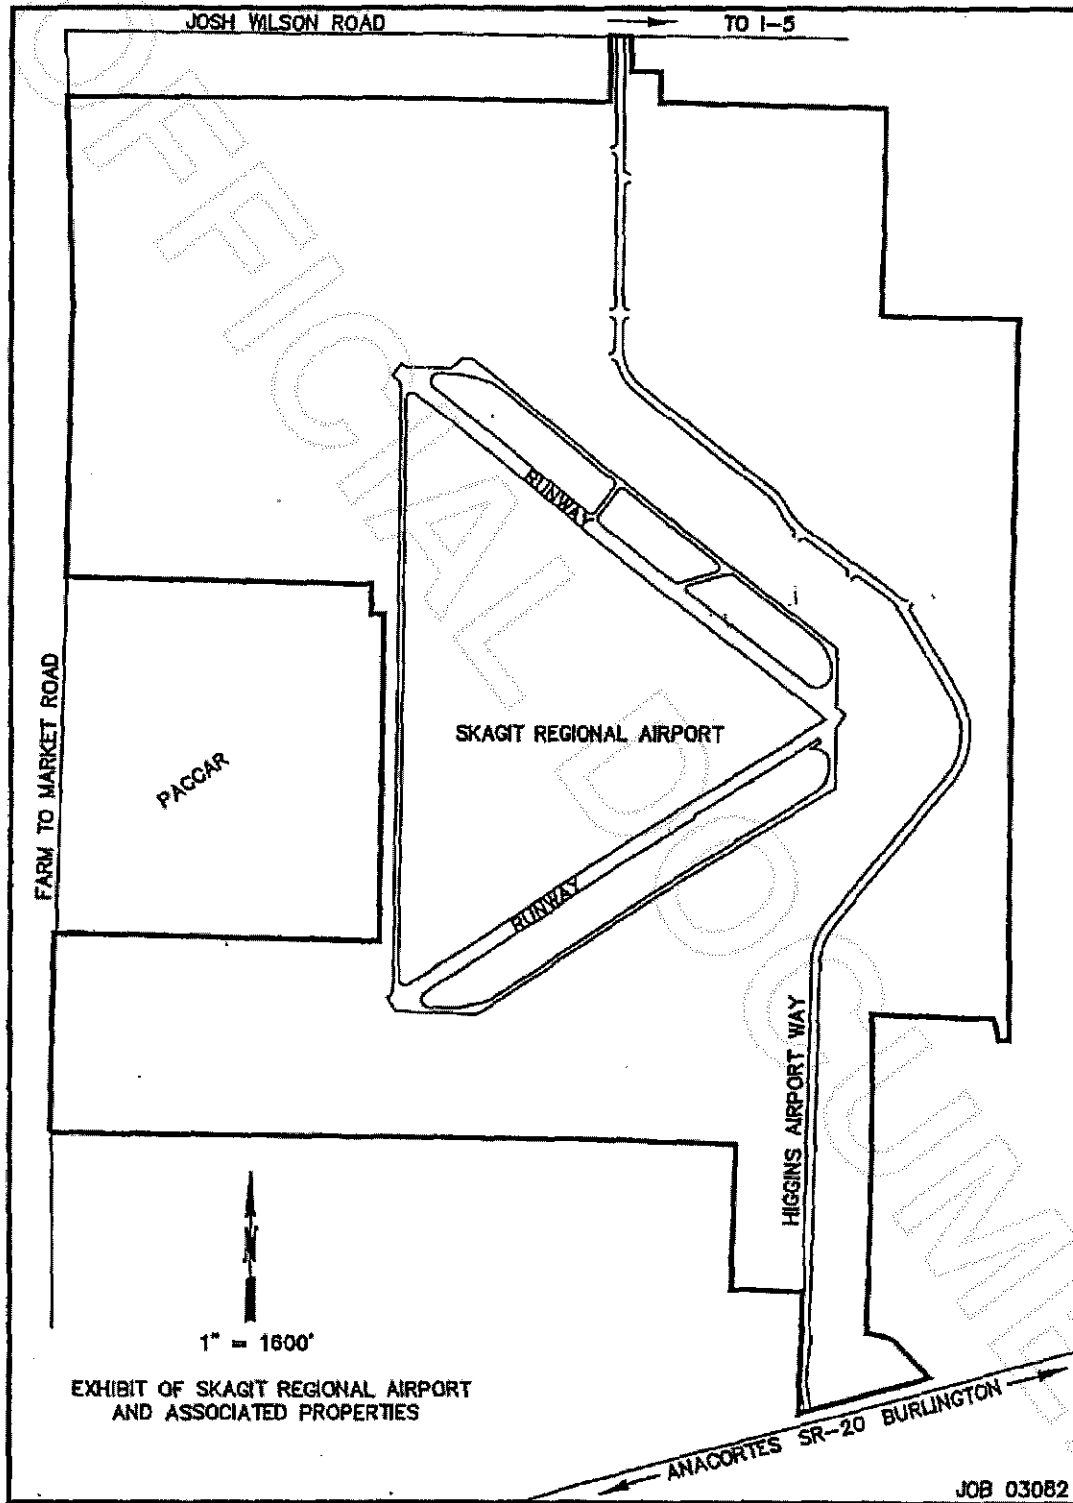 JOSH WILSON ROAD
TO I-5
RUNWAY
SKAGIT REGIONAL AIRPORT
PACCAR
FARM TO MARKET ROAD
RUNWAY
HIGGINS AIRPORT WAY
N
1" = 1600'
EXHIBIT OF SKAGIT REGIONAL AIRPORT
AND ASSOCIATED PROPERTIES
ANACORTES SR-20 BURLINGTON
JOB 03082
OFFICIAL DOCUME